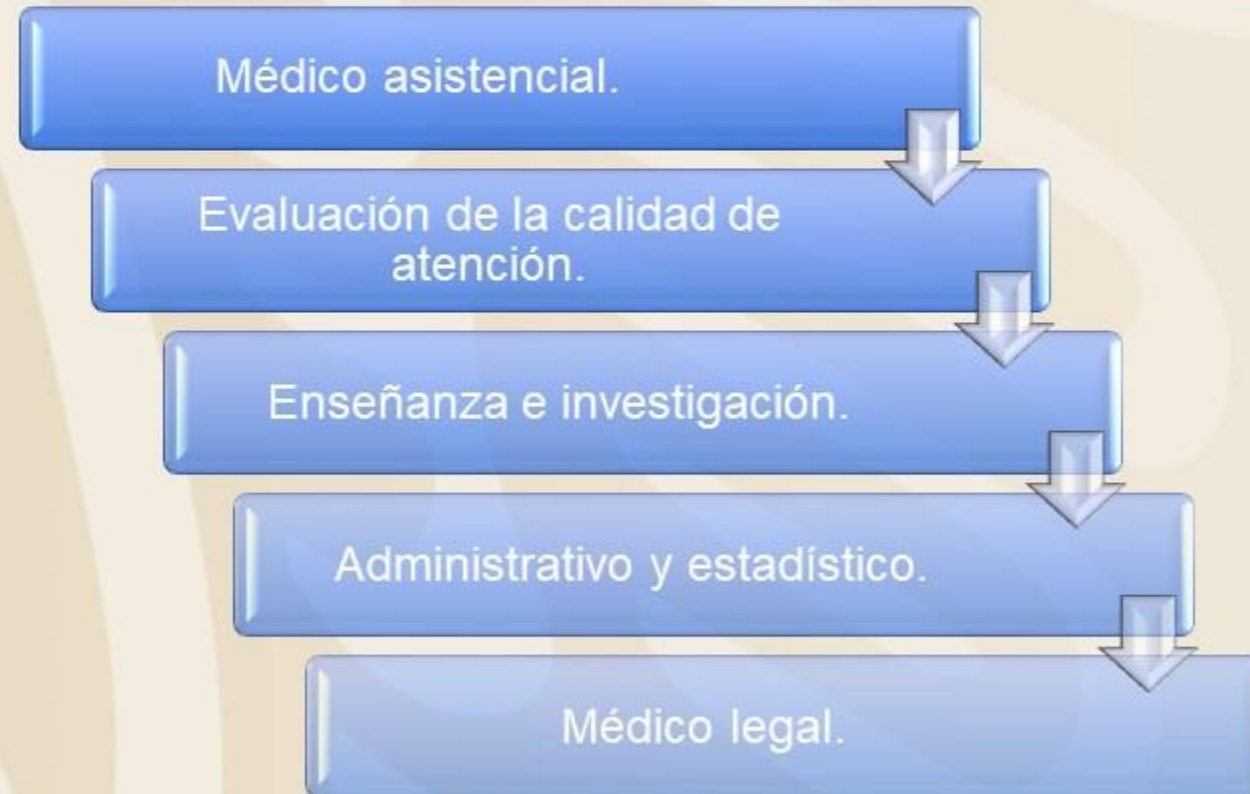 Médico asistencial.
Evaluación de la calidad de
atención.
Enseñanza e investigación.
Administrativo y estadístico.
Médico legal.